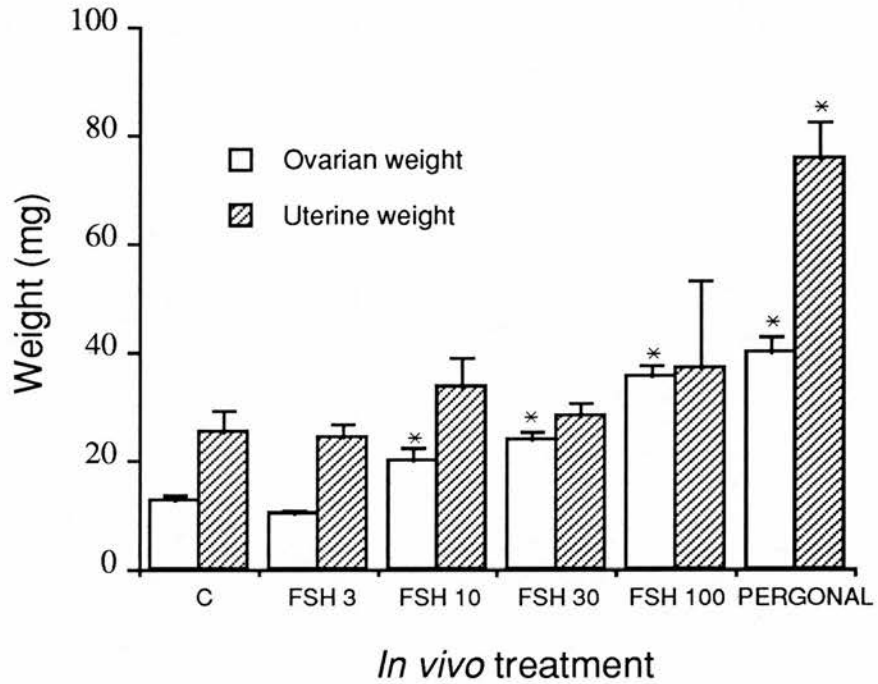 100
80
60
40
20
0
Weight (mg)
Ovarian weight
Uterine weight
*
*
*
*
*
C FSH 3 FSH 10 FSH 30 FSH 100 PERGONAL
In vivo treatment